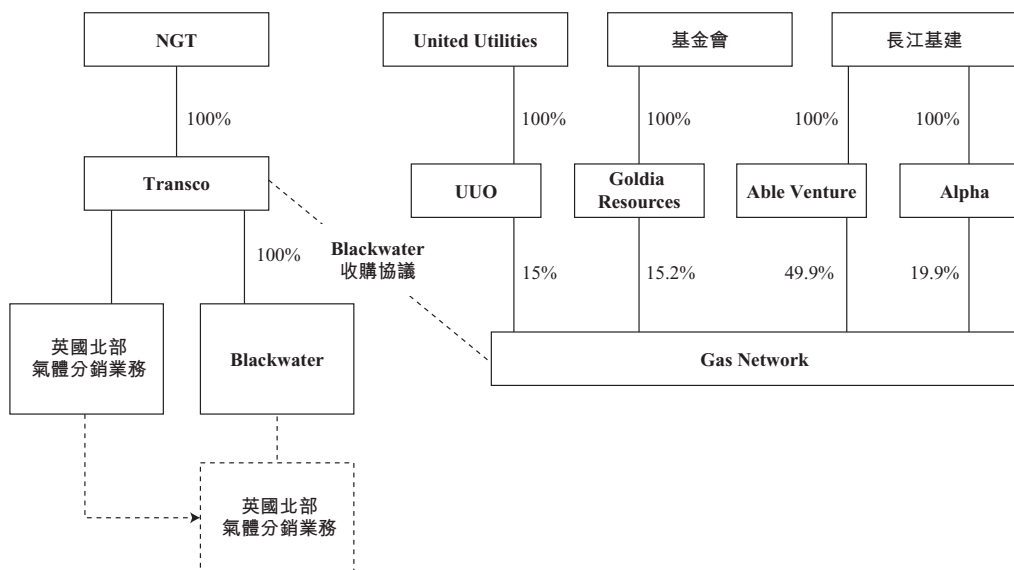 NGT
United Utilities
基金會
長江基建
100%
100%
100%
100%
100%
Transco
UUO
Goldia
Resources
Able Venture
Alpha
100%
Blackwater
收購協議
15%
15.2%
49.9%
19.9%
英國北部
氣體分銷業務
Blackwater
Gas Network
英國北部
氣體分銷業務